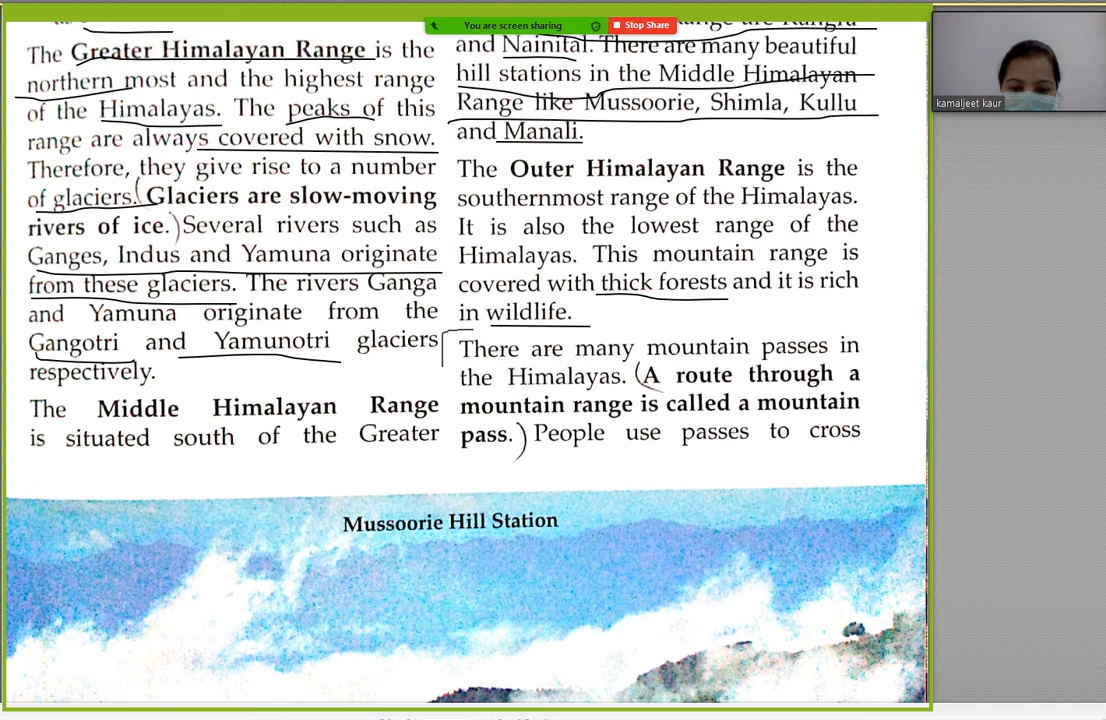 You are screen sharing
Stop Share
The Greater Himalayan Range is the
northern most and the highest range
of the Himalayas. The peaks of this
range are always covered with snow.
Therefore, they give rise to a number
of glaciers. (Glaciers are slow-moving
rivers of ice.) Several rivers such as
Ganges, Indus and Yamuna originate
from these glaciers. The rivers Ganga
and Yamuna originate from the
Gangotri and Yamunotri glaciers
respectively.
The Middle Himalayan Range
is situated south of the Greater
and Nainital. There are many beautiful
hill stations in the Middle Himalayan
Range like Mussoorie, Shimla, Kullu
and Manali.
The Outer Himalayan Range is the
southernmost range of the Himalayas.
It is also the lowest range of the
Himalayas. This mountain range is
covered with thick forests and it is rich
in wildlife.
There are many mountain passes in
the Himalayas. (A route through a
mountain range is called a mountain
pass.) People use passes to cross
Mussoorie Hill Station
kamaljeet kaur